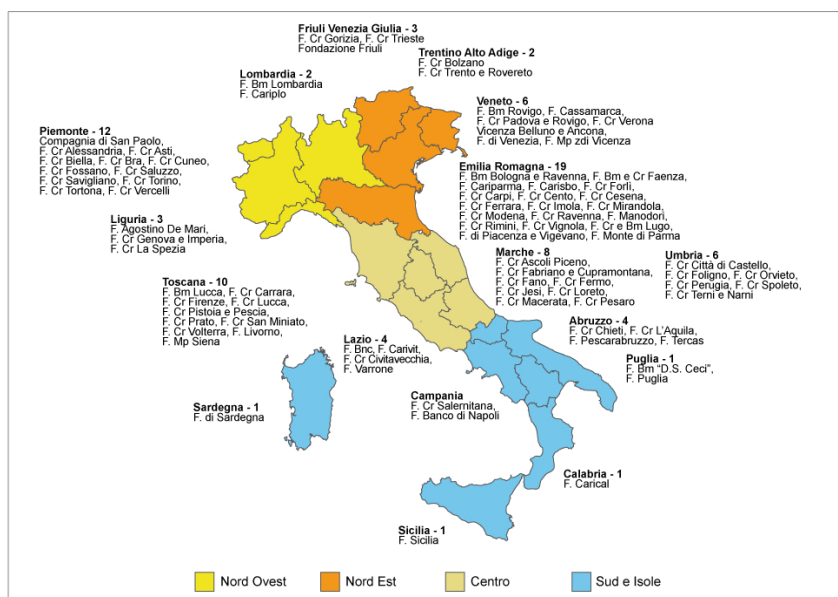 Friuli Venezia Giulia - 3
F. Cr Gorizia, F. Cr Trieste
Fondazione Friuli
Trentino Alto Adige - 2
F. Cr Bolzano
F. Cr Trento e Rovereto
Lombardia - 2
F. Bm Lombardia
F. Cariplo
Veneto - 6
F. Bm Rovigo, F. Cassamarca,
F. Cr Padova e Rovigo, F. Cr Verona
Vicenza Belluno e Ancona,
F. di Venezia, F. Mp zdi Vicenza
Piemonte - 12
Compagnia di San Paolo,
F. Cr Alessandria, F. Cr Asti,
F. Cr Biella, F. Cr Bra, F. Cr Cuneo,
F. Cr Fossano, F. Cr Saluzzo,
F. Cr Savigliano, F. Cr Torino,
F. Cr Tortona, F. Cr Vercelli
Emilia Romagna - 19
F. Bm Bologna e Ravenna, F. Bm e Cr Faenza,
F. Cariparma, F. Carisbo, F. Cr Forlì,
F. Cr Carpi, F. Cr Cento, F. Cr Cesena,
F. Cr Ferrara, F. Cr Imola, F. Cr Mirandola,
F. Cr Modena, F. Cr Ravenna, F. Manodori,
F. Cr Rimini, F. Cr Vignola, F. Cr e Bm Lugo,
F. di Piacenza e Vigevano, F. Monte di Parma
Liguria - 3
F. Agostino De Mari,
F. Cr Genova e Imperia,
F. Cr La Spezia
Marche - 8
F. Cr Ascoli Piceno,
F. Cr Fabriano e Cupramontana,
F. Cr Fano, F. Cr Fermo,
F. Cr Jesi, F. Cr Loreto,
F. Cr Macerata, F. Cr Pesaro
Umbria - 6
F. Cr Città di Castello,
F. Cr Foligno, F. Cr Orvieto,
F. Cr Perugia, F. Cr Spoleto,
F. Cr Terni e Narni
Toscana - 10
F. Bm Lucca, F. Cr Carrara,
F. Cr Firenze, F. Cr Lucca,
F. Cr Pistoia e Pescia,
F. Cr Prato, F. Cr San Miniato,
F. Cr Volterra, F. Livorno,
F. Mp Siena
Abruzzo - 4
F. Cr Chieti, F. Cr L'Aquila,
F. Pescarabruzzo, F. Tercas
Lazio - 4
F. Bnc, F. Carivit,
F. Cr Civitavecchia,
F. Varrone
Puglia - 1
F. Bm "D.S. Ceci",
F. Puglia
Sardegna - 1
F. di Sardegna
Campania
F. Cr Salernitana,
F. Banco di Napoli
Calabria - 1
F. Carical
Sicilia - 1
F. Sicilia
Nord Ovest
Nord Est
Centro
Sud e Isole